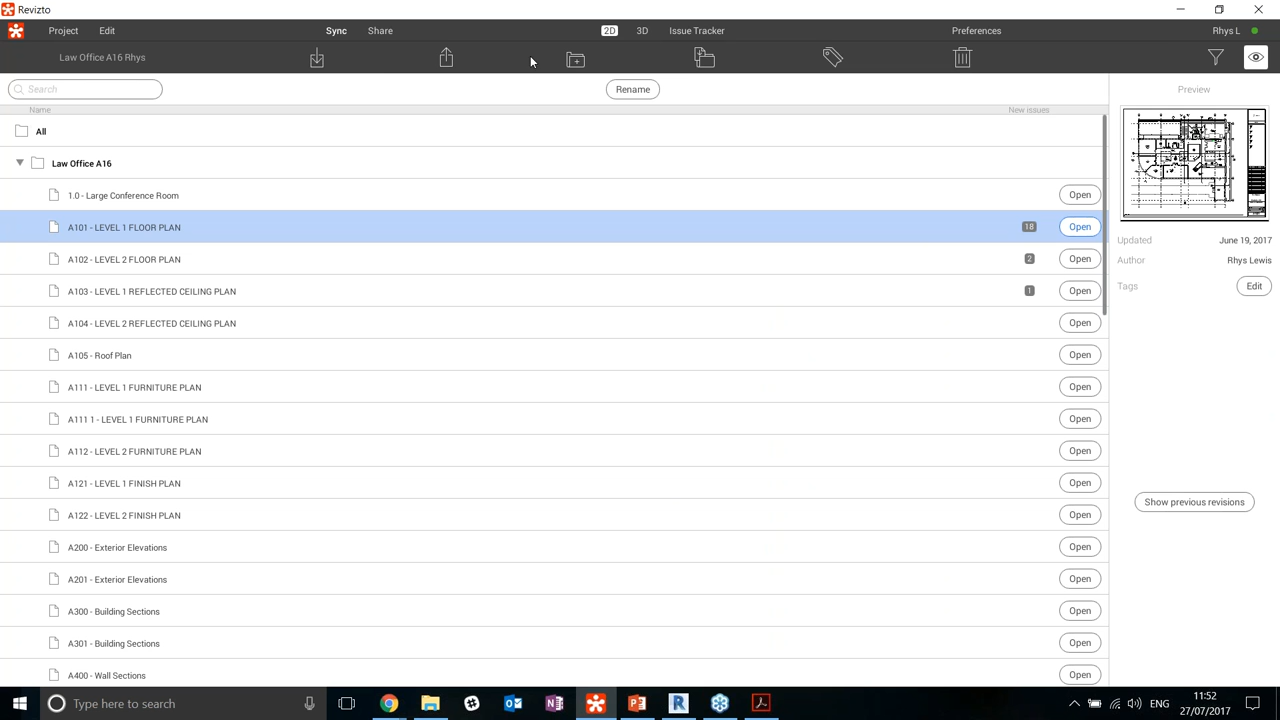 Revizto
Project Edit Sync Share 2D 3D Issue Tracker Preferences Rhys L
Law Office A16 Rhys
Search Rename Preview
Name New issues
All
Law Office A16
1.0 - Large Conference Room Open
A101 - LEVEL 1 FLOOR PLAN 18 Open
A102 - LEVEL 2 FLOOR PLAN 2 Open
A103 - LEVEL 1 REFLECTED CEILING PLAN 1 Open
A104 - LEVEL 2 REFLECTED CEILING PLAN Open
A105 - Roof Plan Open
A111 - LEVEL 1 FURNITURE PLAN Open
A111 1 - LEVEL 1 FURNITURE PLAN Open
A112 - LEVEL 2 FURNITURE PLAN Open
A121 - LEVEL 1 FINISH PLAN Open
A122 - LEVEL 2 FINISH PLAN Open
A200 - Exterior Elevations Open
A201 - Exterior Elevations Open
A300 - Building Sections Open
A301 - Building Sections Open
A400 - Wall Sections Open
Updated June 19, 2017
Author Rhys Lewis
Tags Edit
Show previous revisions
Type here to search
ENG
11:52
27/07/2017